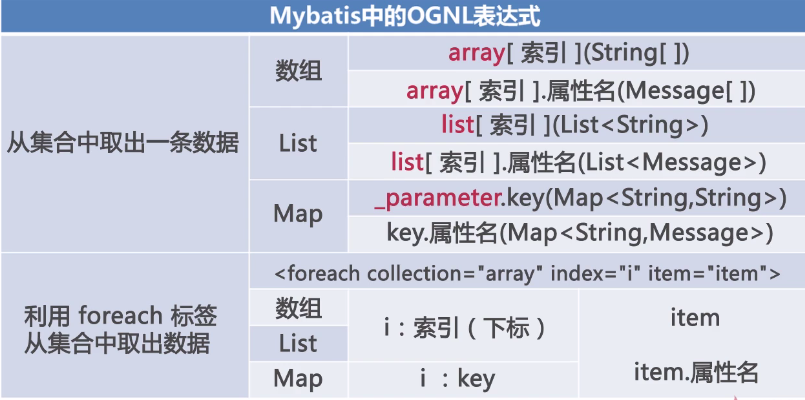 Mybatis中的OGNL表达式
从集合中取出一条数据
数组
array[ 索引 ](String[ ])
array[ 索引 ].属性名(Message[ ])
List
list[ 索引 ](List<String>)
list[ 索引 ].属性名(List<Message>)
Map
_parameter.key(Map<String,String>)
key.属性名(Map<String,Message>)
利用 foreach 标签
从集合中取出数据
<foreach collection="array" index="i" item="item">
数组
List
i：索引（下标）
Map
i ：key
item
item.属性名